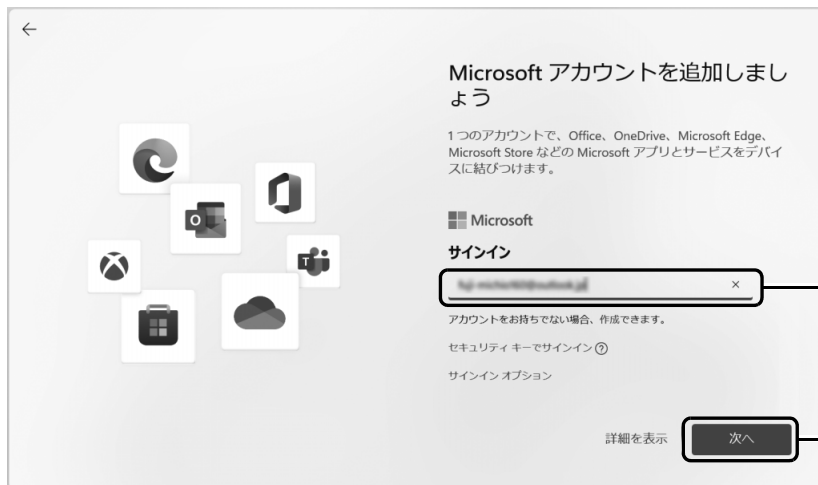 Microsoft アカウントを追加しまし
ょう
1 つのアカウントで、Office、OneDrive、Microsoft Edge、
Microsoft Store などの Microsoft アプリとサービスをデバイ
スに結びつけます。
Microsoft
サインイン
アカウントをお持ちでない場合、作成できます。
セキュリティ キーでサインイン
サインイン オプション
詳細を表示
次へ